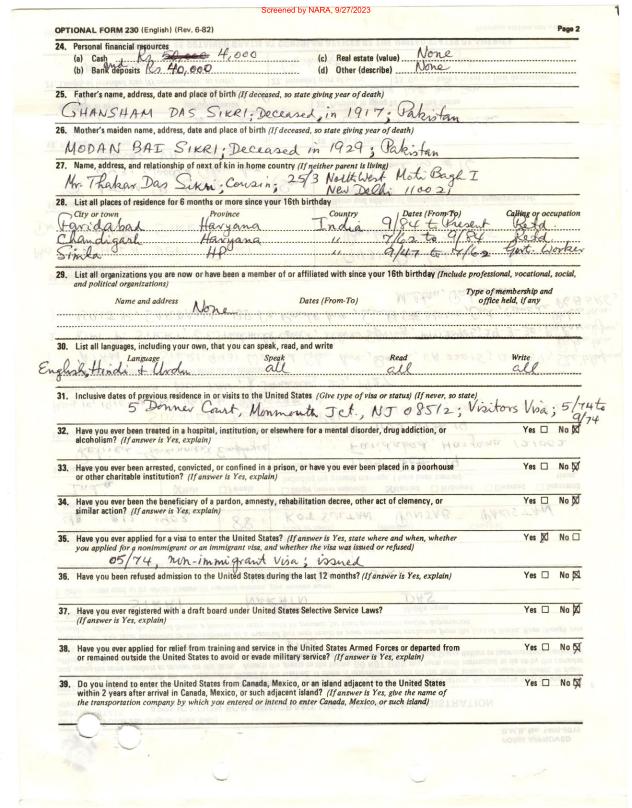 Screened by NARA, 9/27/2023
1
OPTIONAL FORM 230 (English) (Rev. 6-82) Page 2
24. Personal financial resources
(a) Cash Rs 50,000 4,000 (c) Real estate (value) None
(b) Bank deposits Rs. 40,000 (d) Other (describe) None
25. Father's name, address, date and place of birth (If deceased, so state giving year of death)
GHANSHAM DAS SIKRI; Deceased, in 1917; Pakistan
26. Mother's maiden name, address, date and place of birth (If deceased, so state giving year of death)
MODAN BAI SIKRI; Deceased in 1929; Pakistan
27. Name, address, and relationship of next of kin in home country (If neither parent is living)
Mr. Thakar Das Sikri; Cousin; 25/3 North West Moti Bagh I
New Delhi 110021
28. List all places of residence for 6 months or more since your 16th birthday
City or town Province Country Dates (From-To) Calling or occupation
Faridabad Haryana India 9/84 to Present Retd
Chandigarh Haryana " 7/62 to 9/84 Retd
Simla HP " 9/47 to 7/62 Govt. Worker
29. List all organizations you are now or have been a member of or affiliated with since your 16th birthday (Include professional, vocational, social,
and political organizations)
Type of membership and
Name and address Dates (From-To) office held, if any
None
30. List all languages, including your own, that you can speak, read, and write
Language Speak Read Write
English, Hindi + Urdu all all all
31. Inclusive dates of previous residence in or visits to the United States (Give type of visa or status) (If never, so state)
5 Donner Court, Monmouth Jct., NJ 08512; Visitors Visa; 5/74 to
9/74
32. Have you ever been treated in a hospital, institution, or elsewhere for a mental disorder, drug addiction, or Yes ☐ No ☒
alcoholism? (If answer is Yes, explain)
33. Have you ever been arrested, convicted, or confined in a prison, or have you ever been placed in a poorhouse Yes ☐ No ☒
or other charitable institution? (If answer is Yes, explain)
34. Have you ever been the beneficiary of a pardon, amnesty, rehabilitation decree, other act of clemency, or Yes ☐ No ☒
similar action? (If answer is Yes, explain)
35. Have you ever applied for a visa to enter the United States? (If answer is Yes, state where and when, whether Yes ☒ No ☐
you applied for a nonimmigrant or an immigrant visa, and whether the visa was issued or refused)
05/74, non-immigrant visa; issued
36. Have you been refused admission to the United States during the last 12 months? (If answer is Yes, explain) Yes ☐ No ☒
37. Have you ever registered with a draft board under United States Selective Service Laws? Yes ☐ No ☒
(If answer is Yes, explain)
38. Have you ever applied for relief from training and service in the United States Armed Forces or departed from Yes ☐ No ☒
or remained outside the United States to avoid or evade military service? (If answer is Yes, explain)
39. Do you intend to enter the United States from Canada, Mexico, or an island adjacent to the United States Yes ☐ No ☒
within 2 years after arrival in Canada, Mexico, or such adjacent island? (If answer is Yes, give the name of
the transportation company by which you entered or intend to enter Canada, Mexico, or such island)